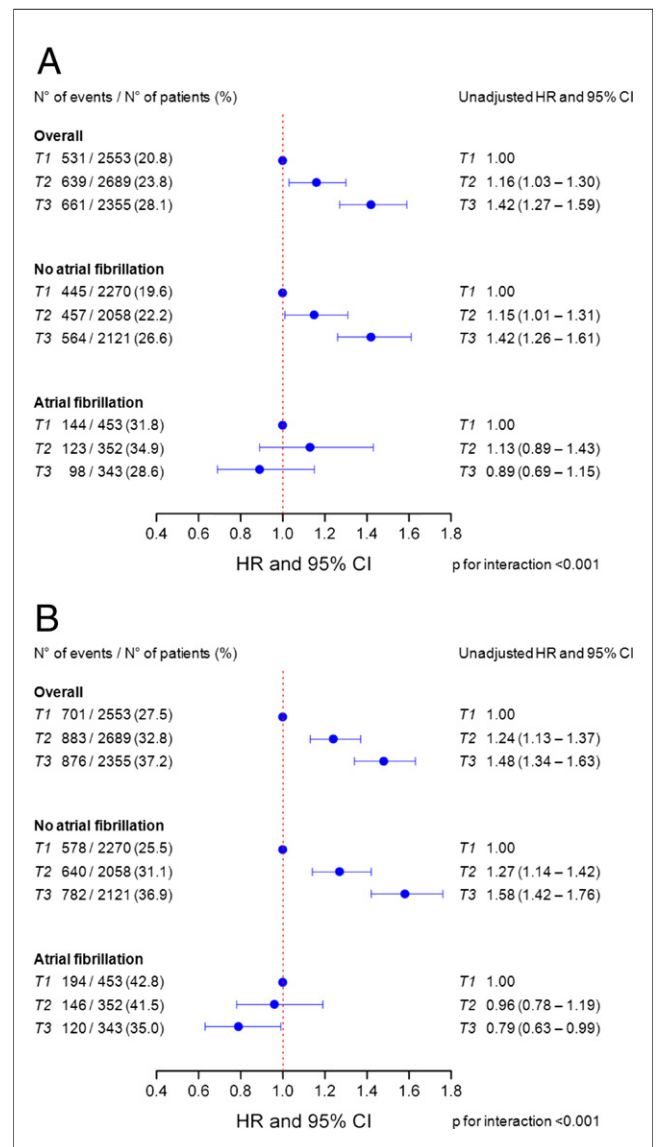 A
N° of events / N° of patients (%) Unadjusted HR and 95% CI
Overall
T1 531 / 2553 (20.8) T1 1.00
T2 639 / 2689 (23.8) T2 1.16 (1.03 – 1.30)
T3 661 / 2355 (28.1) T3 1.42 (1.27 – 1.59)
No atrial fibrillation
T1 445 / 2270 (19.6) T1 1.00
T2 457 / 2058 (22.2) T2 1.15 (1.01 – 1.31)
T3 564 / 2121 (26.6) T3 1.42 (1.26 – 1.61)
Atrial fibrillation
T1 144 / 453 (31.8) T1 1.00
T2 123 / 352 (34.9) T2 1.13 (0.89 – 1.43)
T3 98 / 343 (28.6) T3 0.89 (0.69 – 1.15)
0.4 0.6 0.8 1.0 1.2 1.4 1.6 1.8
HR and 95% CI p for interaction <0.001
B
N° of events / N° of patients (%) Unadjusted HR and 95% CI
Overall
T1 701 / 2553 (27.5) T1 1.00
T2 883 / 2689 (32.8) T2 1.24 (1.13 – 1.37)
T3 876 / 2355 (37.2) T3 1.48 (1.34 – 1.63)
No atrial fibrillation
T1 578 / 2270 (25.5) T1 1.00
T2 640 / 2058 (31.1) T2 1.27 (1.14 – 1.42)
T3 782 / 2121 (36.9) T3 1.58 (1.42 – 1.76)
Atrial fibrillation
T1 194 / 453 (42.8) T1 1.00
T2 146 / 352 (41.5) T2 0.96 (0.78 – 1.19)
T3 120 / 343 (35.0) T3 0.79 (0.63 – 0.99)
0.4 0.6 0.8 1.0 1.2 1.4 1.6 1.8
HR and 95% CI p for interaction <0.001